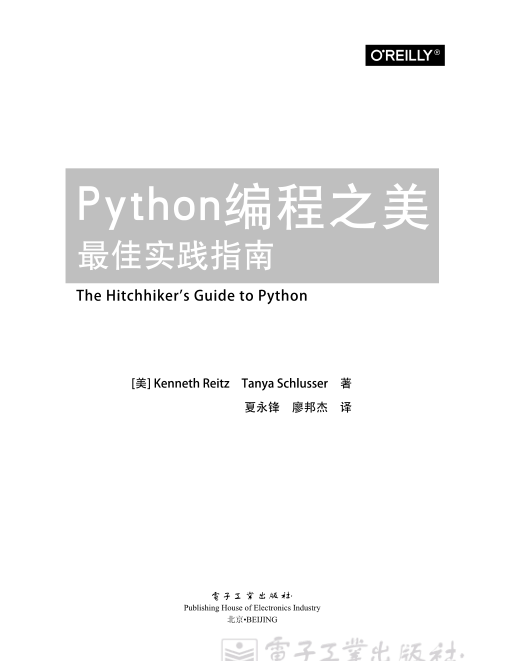 O'REILLY®
Python编程之美
最佳实践指南
The Hitchhiker's Guide to Python
[美] Kenneth Reitz Tanya Schlusser 著
夏永锋 廖邦杰 译
电子工业出版社
Publishing House of Electronics Industry
北京•BEIJING
電子工業出版社